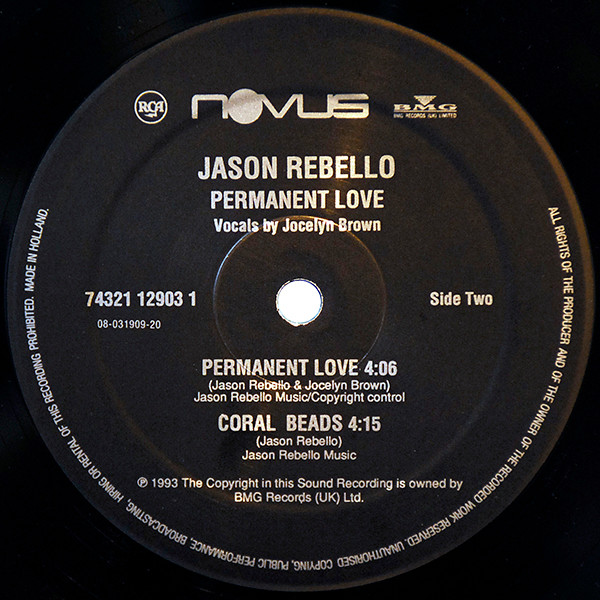 RCA
novus
BMG
BMG RECORDS (UK) LIMITED
JASON REBELLO
PERMANENT LOVE
Vocals by Jocelyn Brown
74321 12903 1
Side Two
08-031909-20
PERMANENT LOVE 4:06
(Jason Rebello & Jocelyn Brown)
Jason Rebello Music/Copyright control
CORAL BEADS 4:15
(Jason Rebello)
Jason Rebello Music
℗ 1993 The Copyright in this Sound Recording is owned by
BMG Records (UK) Ltd.
ALL RIGHTS OF THE PRODUCER AND OF THE OWNER OF THE RECORDED WORK RESERVED. UNAUTHORISED COPYING, PUBLIC PERFORMANCE, BROADCASTING, HIRING OR RENTAL OF THIS RECORDING PROHIBITED. MADE IN HOLLAND.